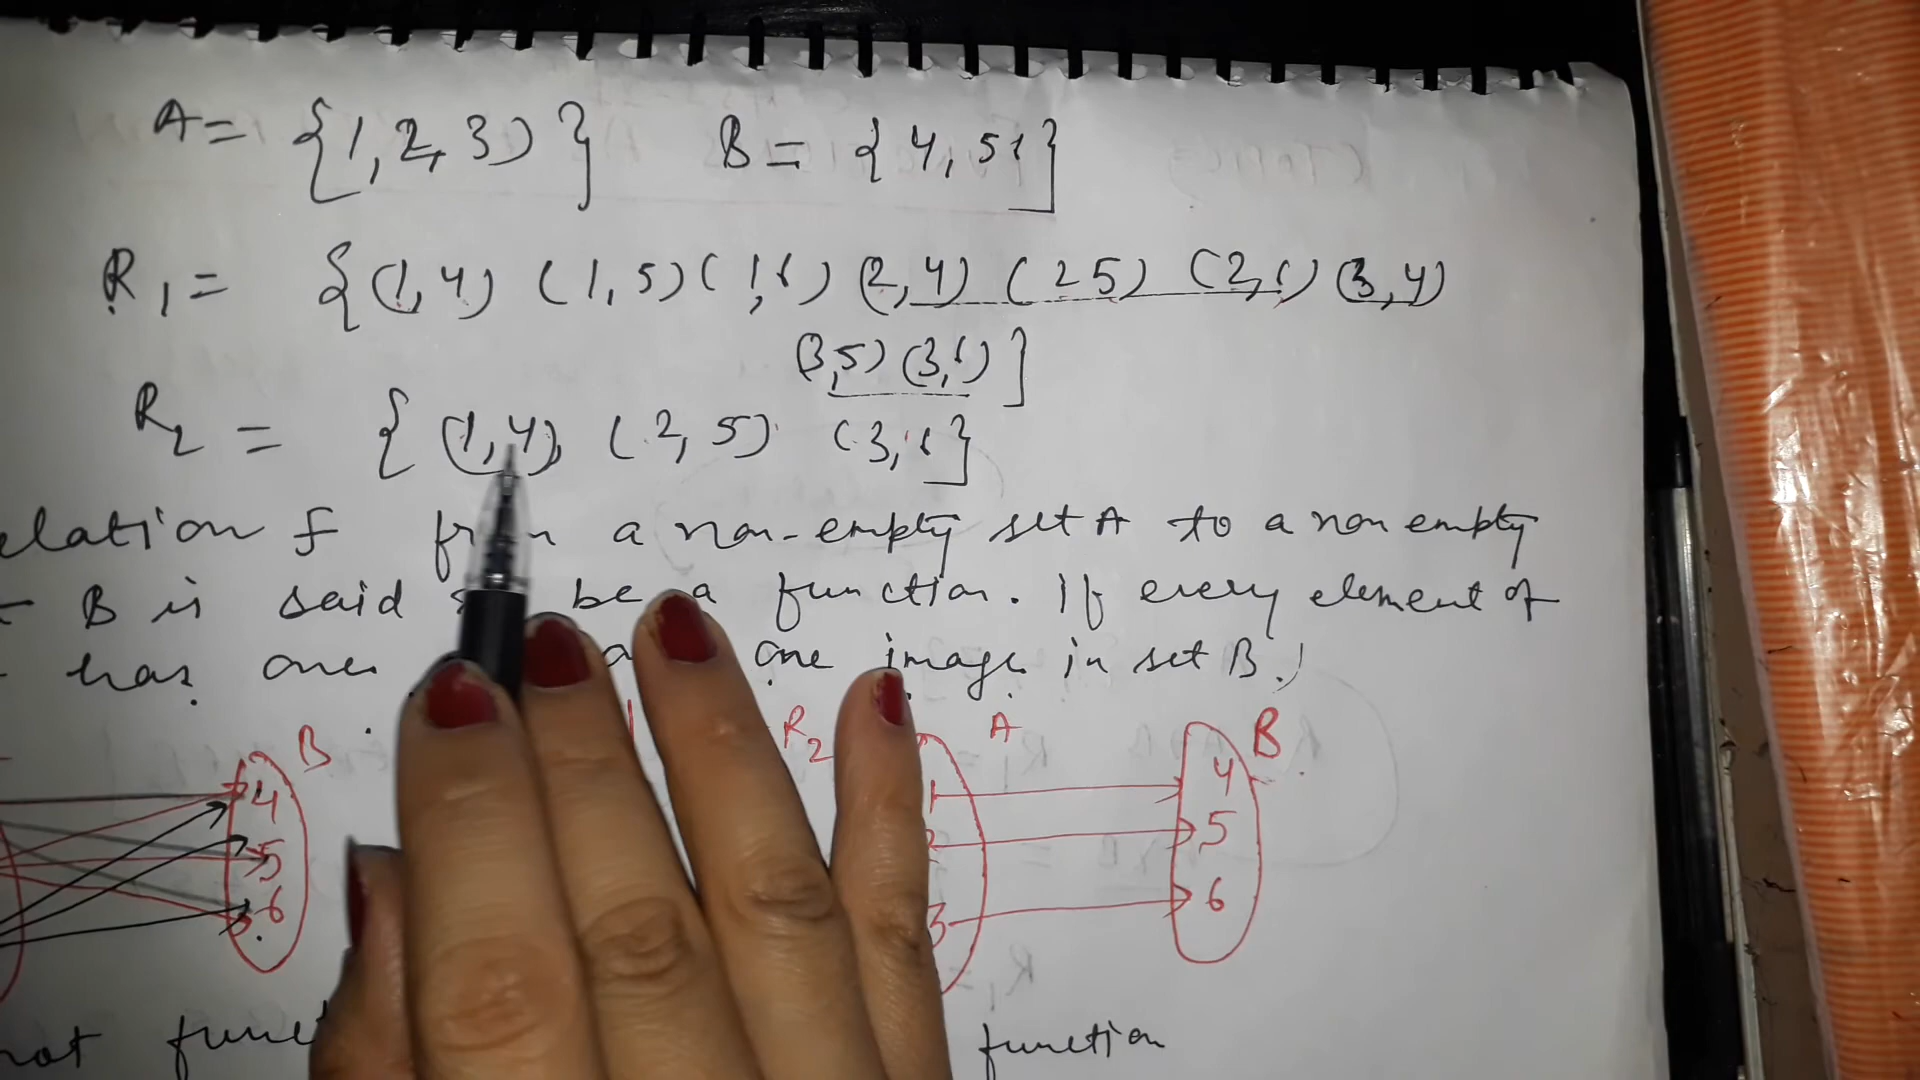 A = {1, 2, 3) } B = { 4, 5 6 }
R1 = { (1,4) (1,5) (1,6) (2,4) (2 5) (2,6) (3,4)
(3,5) (3,6) }
R2 = { (1,4), (2,5) (3,6 }
elation f a non-empty set A to a non empty
B is said be a function. If every element of
has one one image in set B.)
B R2 A B
4 1 4
5 2 5
6 3 6
not function